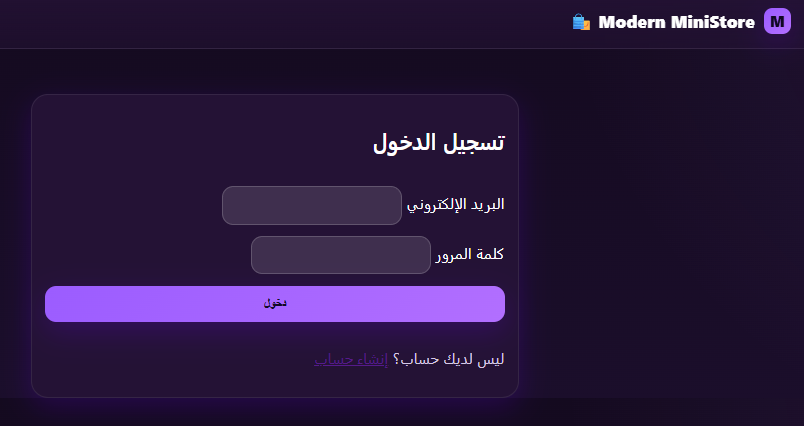 M Modern MiniStore 🛍️
تسجيل الدخول
البريد الإلكتروني
كلمة المرور
دخول
ليس لديك حساب؟ إنشاء حساب